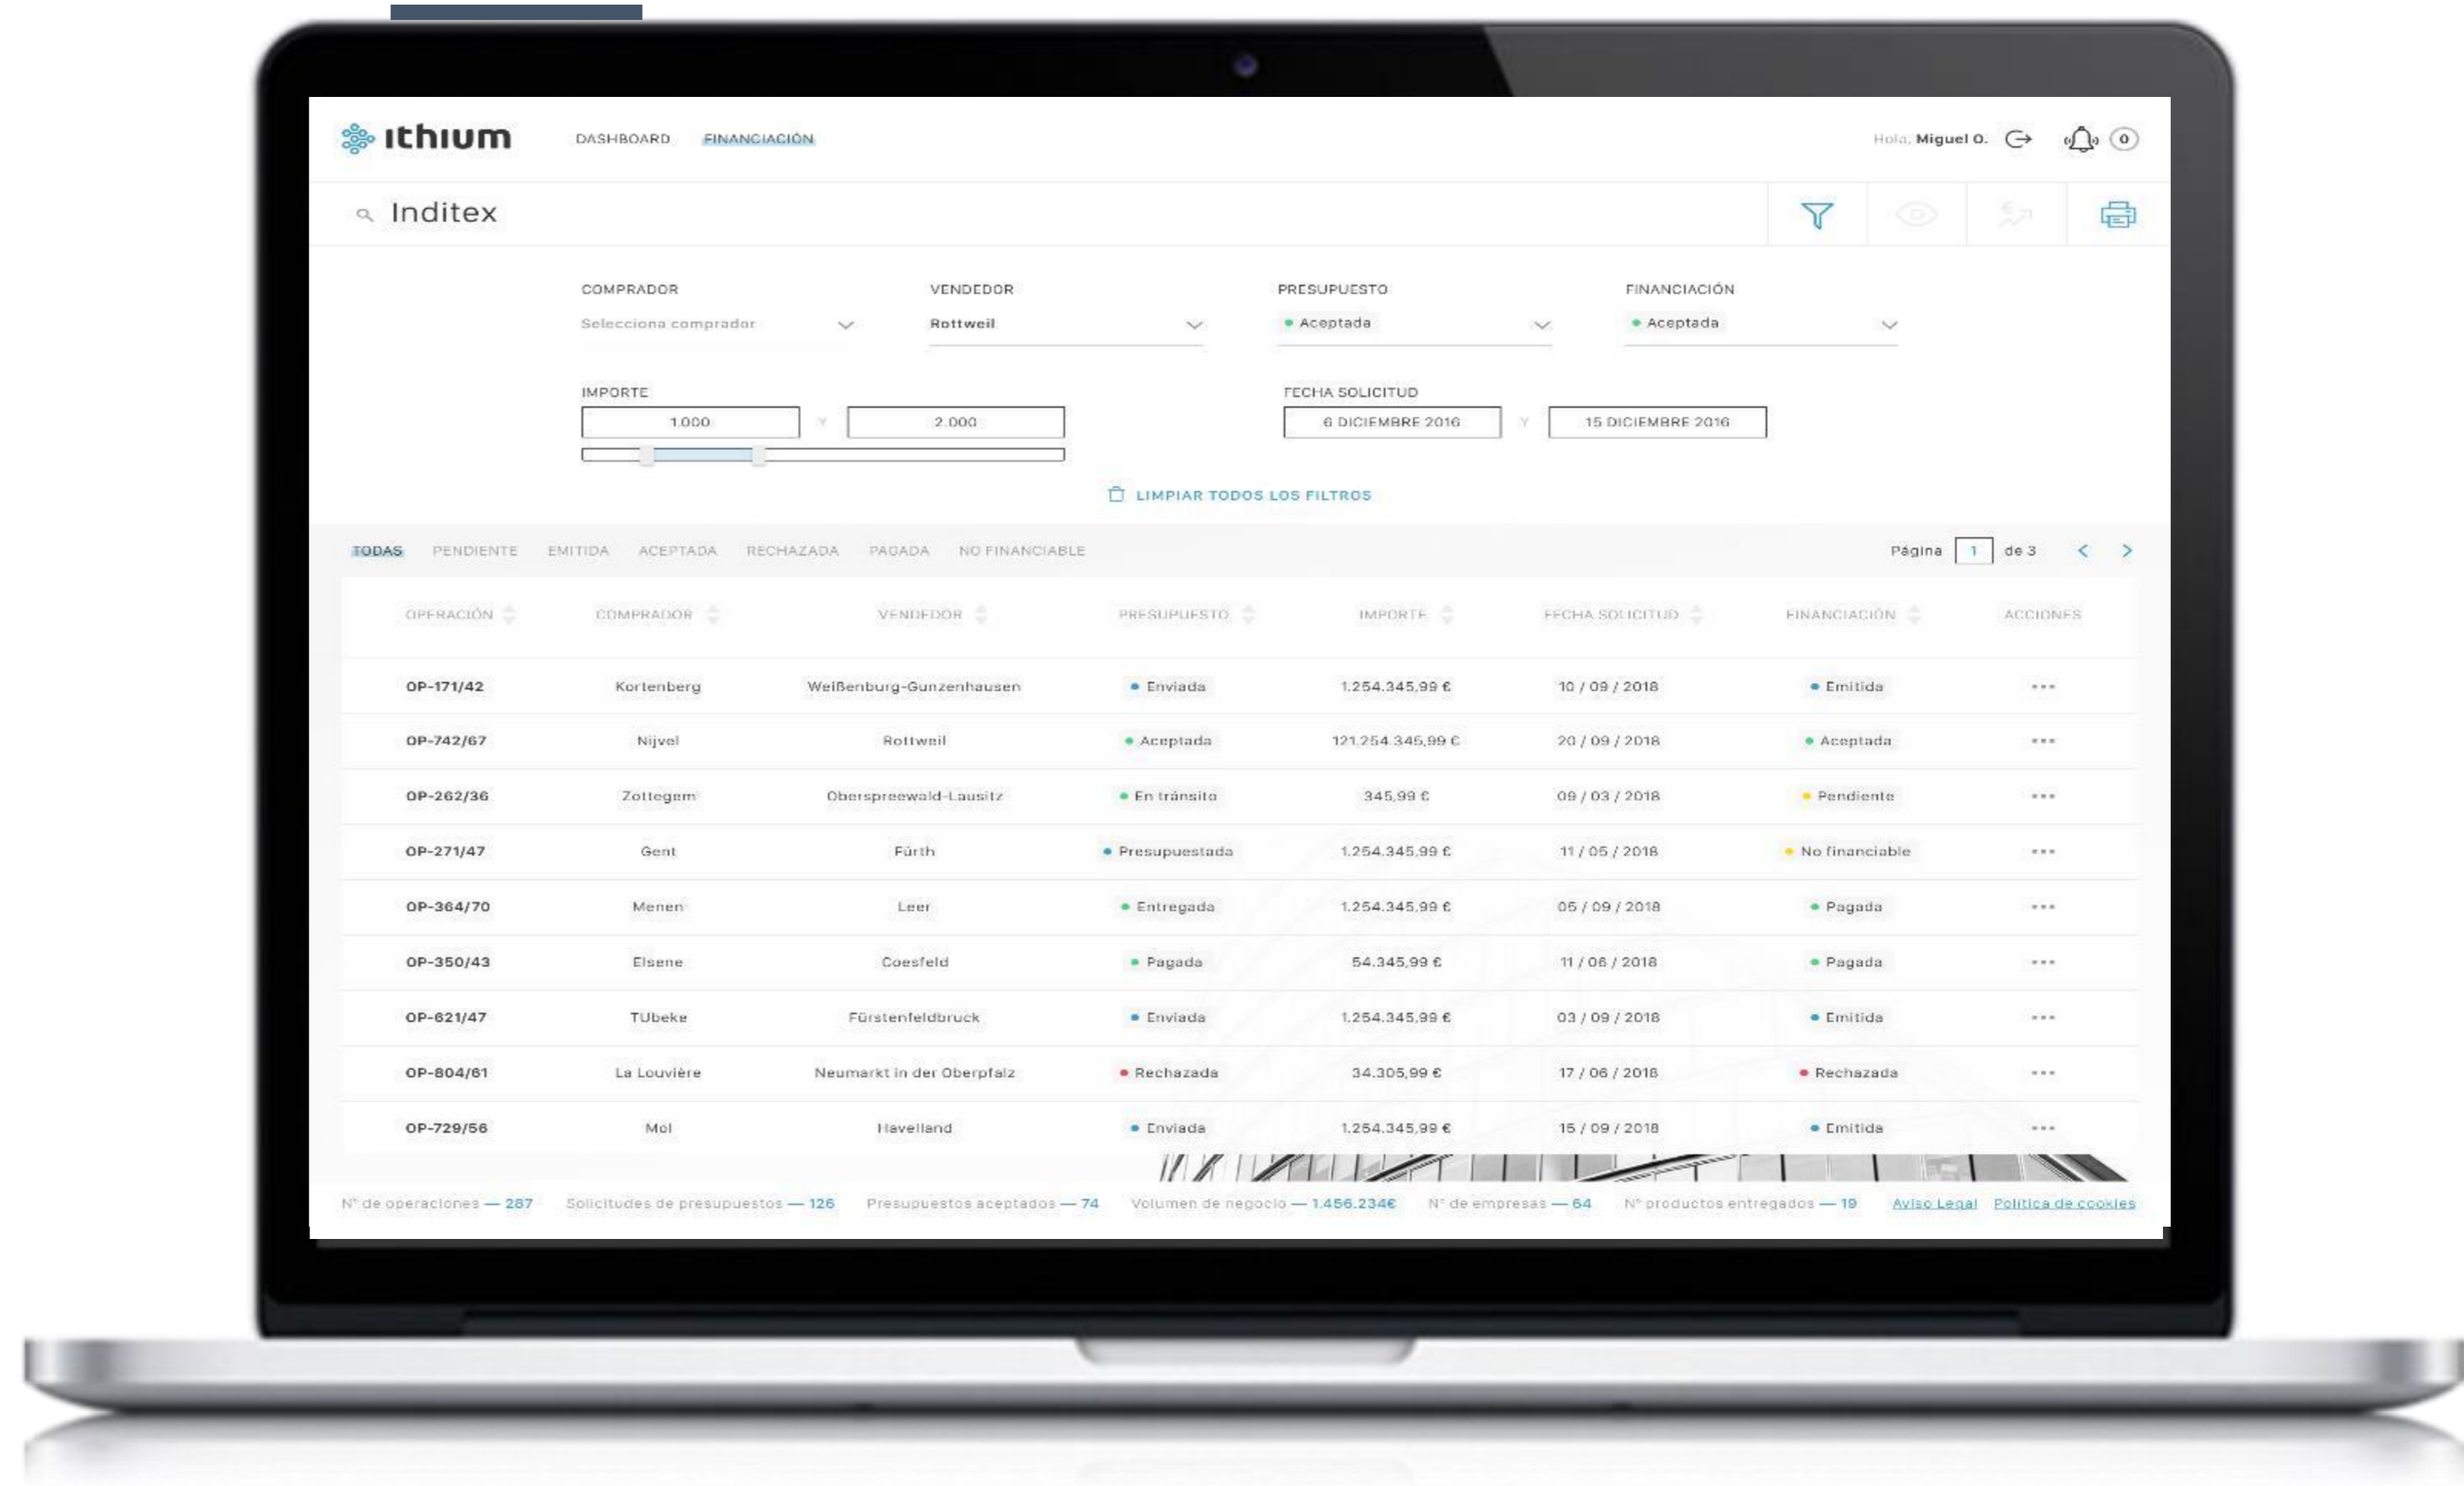 ithium DASHBOARD FINANCIACIÓN Hola, Miguel O. 0
Inditex
COMPRADOR VENDEDOR PRESUPUESTO FINANCIACIÓN
Selecciona comprador Rottweil Aceptada Aceptada
IMPORTE FECHA SOLICITUD
1.000 Y 2.000 6 DICIEMBRE 2016 Y 15 DICIEMBRE 2016
LIMPIAR TODOS LOS FILTROS
TODAS PENDIENTE EMITIDA ACEPTADA RECHAZADA PAGADA NO FINANCIABLE Página 1 de 3 < >
OPERACIÓN COMPRADOR VENDEDOR PRESUPUESTO IMPORTE FECHA SOLICITUD FINANCIACIÓN ACCIONES
OP-171/42 Kortenberg Weißenburg-Gunzenhausen Enviada 1.254.345,99 € 10 / 09 / 2018 Emitida
OP-742/67 Nijvel Rottweil Aceptada 121.254.345,99 € 20 / 09 / 2018 Aceptada
OP-262/36 Zottegem Oberspreewald-Lausitz En tránsito 345,99 € 09 / 03 / 2018 Pendiente
OP-271/47 Gent Fürth Presupuestada 1.254.345,99 € 11 / 05 / 2018 No financiable
OP-364/70 Menen Leer Entregada 1.254.345,99 € 05 / 09 / 2018 Pagada
OP-350/43 Elsene Coesfeld Pagada 54.345,99 € 11 / 06 / 2018 Pagada
OP-621/47 TUbeke Fürstenfeldbruck Enviada 1.254.345,99 € 03 / 09 / 2018 Emitida
OP-804/61 La Louvière Neumarkt in der Oberpfalz Rechazada 34.305,99 € 17 / 06 / 2018 Rechazada
OP-729/56 Mol Havelland Enviada 1.254.345,99 € 15 / 09 / 2018 Emitida
N° de operaciones — 287 Solicitudes de presupuestos — 126 Presupuestos aceptados — 74 Volumen de negocio — 1.456.234€ N° de empresas — 64 N° productos entregados — 19 Aviso Legal Política de cookies